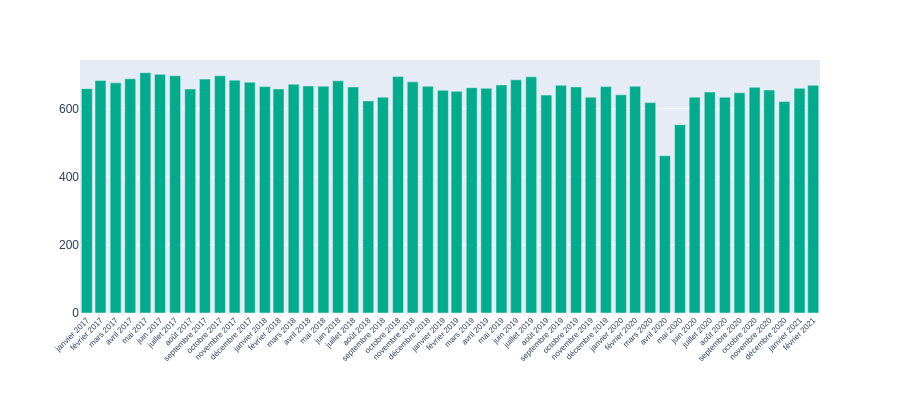 600
400
200
0
janvier 2017
février 2017
mars 2017
avril 2017
mai 2017
juin 2017
juillet 2017
août 2017
septembre 2017
octobre 2017
novembre 2017
décembre 2017
janvier 2018
février 2018
mars 2018
avril 2018
mai 2018
juin 2018
juillet 2018
août 2018
septembre 2018
octobre 2018
novembre 2018
décembre 2018
janvier 2019
février 2019
mars 2019
avril 2019
mai 2019
juin 2019
juillet 2019
août 2019
septembre 2019
octobre 2019
novembre 2019
décembre 2019
janvier 2020
février 2020
mars 2020
avril 2020
mai 2020
juin 2020
juillet 2020
août 2020
septembre 2020
octobre 2020
novembre 2020
décembre 2020
janvier 2021
février 2021